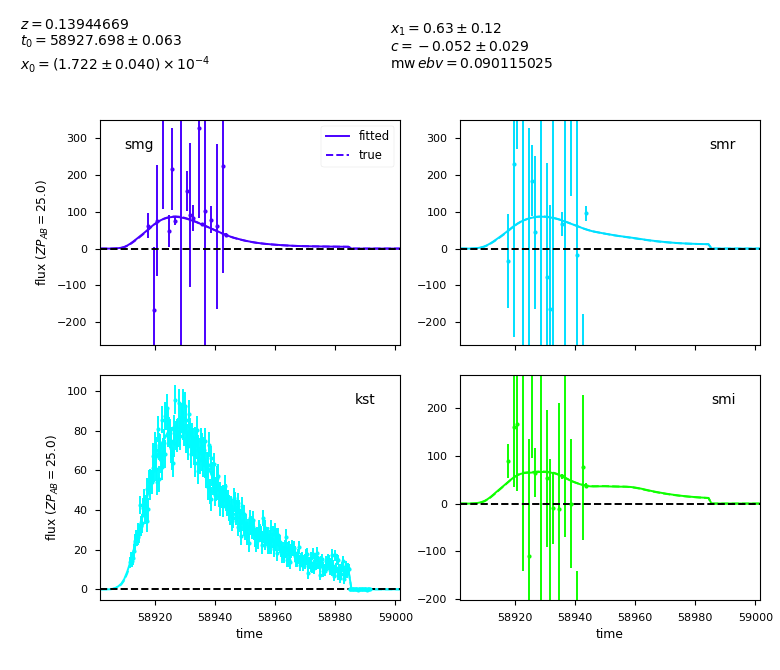 z = 0.13944669
t₀ = 58927.698 ± 0.063
x₀ = (1.722 ± 0.040) × 10⁻⁴
x₁ = 0.63 ± 0.12
c = −0.052 ± 0.029
mw ebv = 0.090115025
smg
fitted
true
300
200
100
0
−100
−200
flux (ZP_AB = 25.0)
smr
300
200
100
0
−100
−200
kst
100
80
60
40
20
0
flux (ZP_AB = 25.0)
58920 58940 58960 58980 59000
time
smi
200
100
0
−100
−200
58920 58940 58960 58980 59000
time